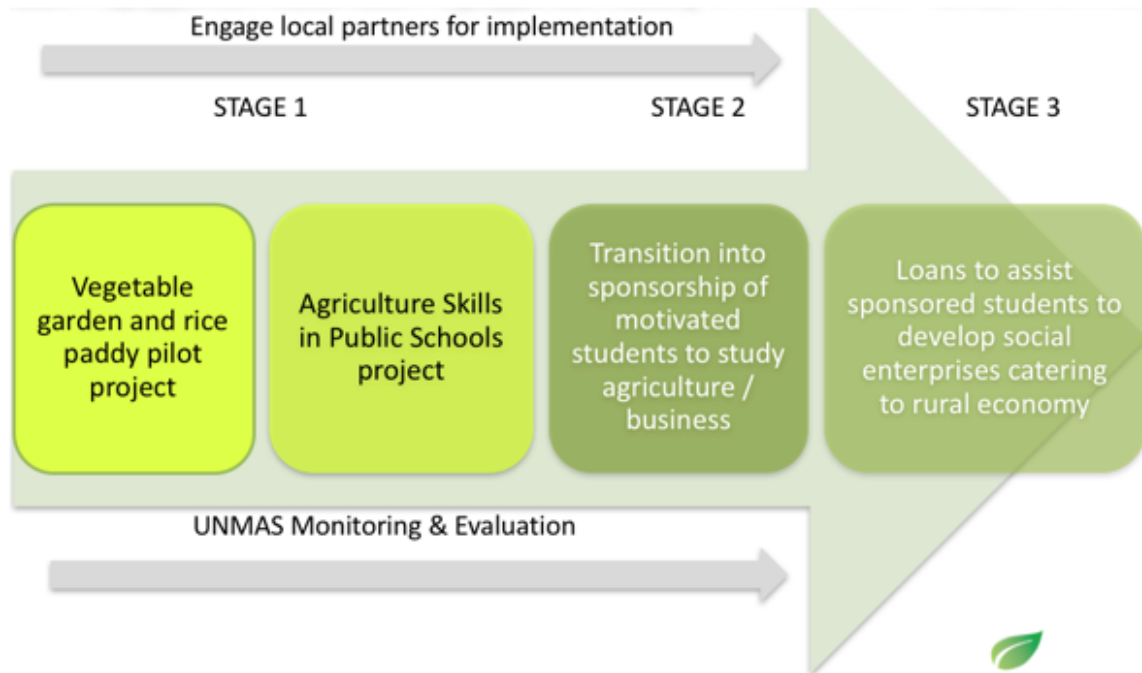 Engage local partners for implementation
STAGE 1
STAGE 2
STAGE 3
Vegetable
garden and rice
paddy pilot
project
Agriculture Skills
in Public Schools
project
Transition into
sponsorship of
motivated
students to study
agriculture /
business
Loans to assist
sponsored students to
develop social
enterprises catering
to rural economy
UNMAS Monitoring & Evaluation